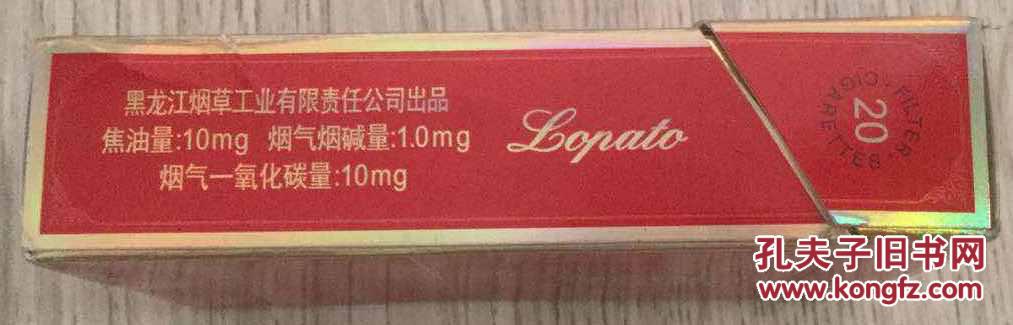 黑龙江烟草工业有限责任公司出品
焦油量:10mg 烟气烟碱量:1.0mg
烟气一氧化碳量:10mg
Lopato
FILTER
20
CIGARETTES
孔夫子旧书网
www.kongfz.com